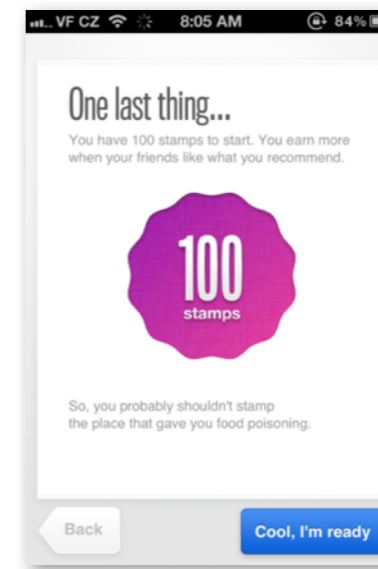 VF CZ 8:05 AM 84%
One last thing...
You have 100 stamps to start. You earn more
when your friends like what you recommend.
100
stamps
So, you probably shouldn't stamp
the place that gave you food poisoning.
Back
Cool, I'm ready